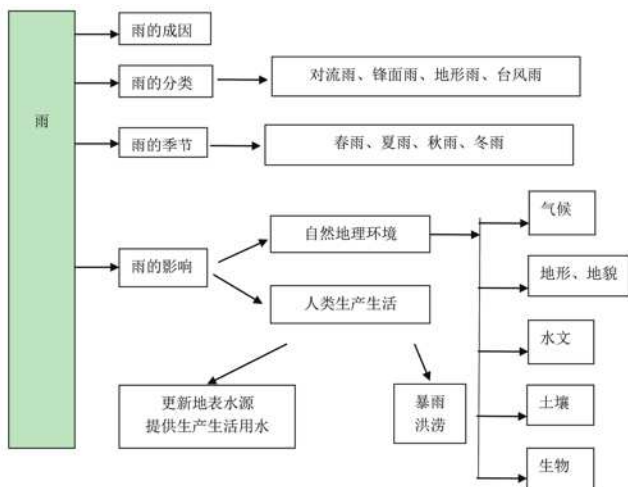 雨
雨的成因
雨的分类
对流雨、锋面雨、地形雨、台风雨
雨的季节
春雨、夏雨、秋雨、冬雨
雨的影响
自然地理环境
人类生产生活
气候
地形、地貌
水文
土壤
生物
更新地表水源
提供生产生活用水
暴雨
洪涝